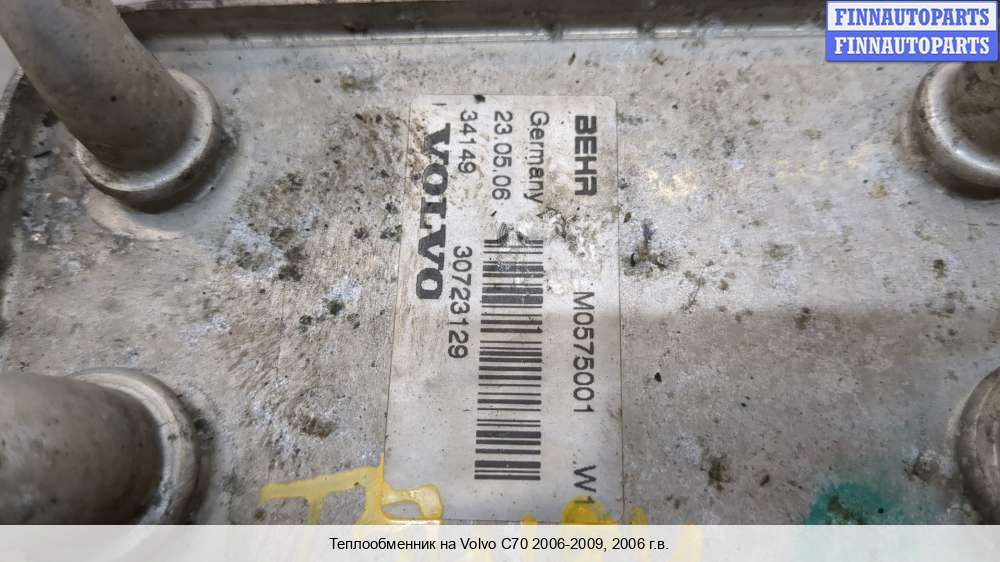 FINNAUTOPARTS
FINNAUTOPARTS
BEHR M0575001 W
Germany
23.05.06
34149 30723129
VOLVO
Теплообменник на Volvo C70 2006-2009, 2006 г.в.